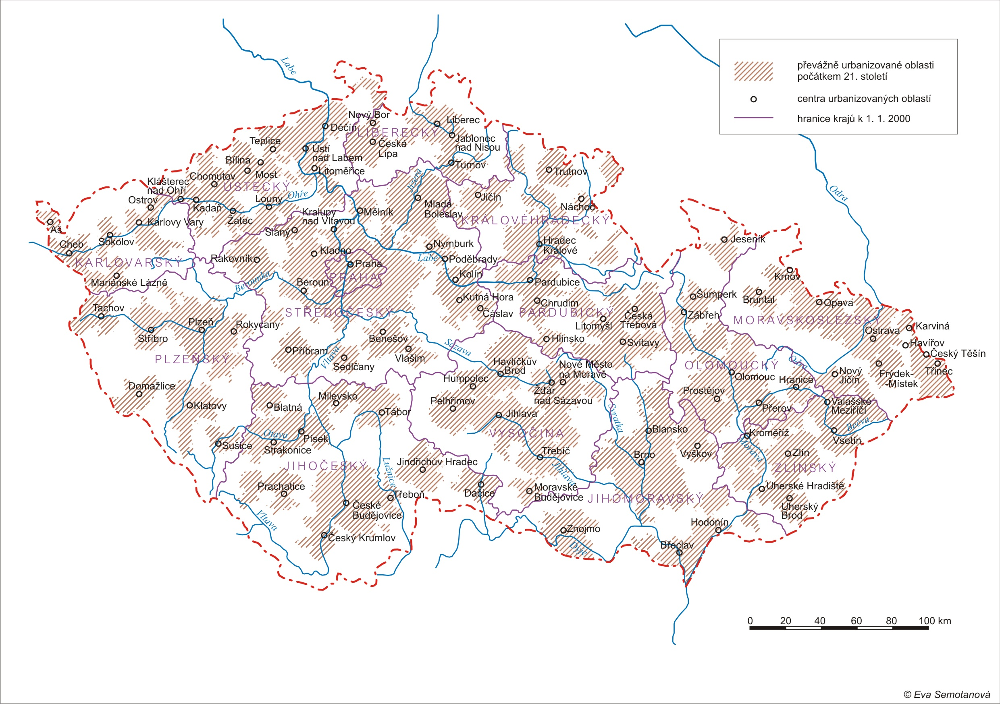 Labe
převážně urbanizované oblasti
počátkem 21. století
centra urbanizovaných oblastí
hranice krajů k 1. 1. 2000
Nový Bor
Děčín
LIBERECKÝ
Liberec
Jablonec
nad Nisou
Česká
Lípa
Teplice
Ústí
nad Labem
Bílina
Most
Litoměřice
Turnov
Trutnov
Jizera
Chomutov
Klášterec
nad Ohří
ÚSTECKÝ
Ohře
Odra
Ostrov
Kadaň
Louny
Žatec
Jičín
Mladá
Boleslav
Náchod
Kralupy
nad Vltavou
Mělník
KRÁLOVÉHRADECKÝ
Karlovy Vary
Aš
Slaný
Sokolov
Cheb
Jeseník
Nymburk
Hradec
Králové
Kladno
Rakovník
Labe
Poděbrady
KARLOVARSKÝ
Praha
PRAHA
Kolín
Krnov
Mariánské Lázně
Berounka
Beroun
Pardubice
Šumperk
Bruntál
Opava
Kutná Hora
Chrudim
Tachov
STŘEDOČESKÝ
Čáslav
PARDUBICKÝ
Litomyšl
Česká
Třebová
Zábřeh
MORAVSKOSLEZSKÝ
Plzeň
Rokycany
Stříbro
Karviná
Ostrava
Benešov
Hlinsko
Svitavy
Havířov
Příbram
Vltava
Sedlčany
Vlašim
Sázava
Český Těšín
PLZEŇSKÝ
Havlíčkův
Brod
Nové Město
na Moravě
OLOMOUCKÝ
Odra
Třinec
Olomouc
Hranice
Nový
Jičín
Frýdek-
-Místek
Humpolec
Domažlice
Žďár
nad Sázavou
Prostějov
Milevsko
Pelhřimov
Klatovy
Blatná
Tábor
Jihlava
Přerov
Valašské
Meziříčí
Svratka
Bečva
VYSOČINA
Blansko
Kroměříž
Otava
Písek
Sušice
Strakonice
Vsetín
Morava
Zlín
Vyškov
Třebíč
Brno
JIHOČESKÝ
Jindřichův Hradec
Lužnice
Jihlava
ZLÍNSKÝ
Prachatice
Třeboň
Dačice
Moravské
Budějovice
JIHOMORAVSKÝ
Uherské Hradiště
Uherský
Brod
České
Budějovice
Vltava
Hodonín
Znojmo
Český Krumlov
Dyje
Břeclav
0 20 40 60 80 100 km
© Eva Semotanová